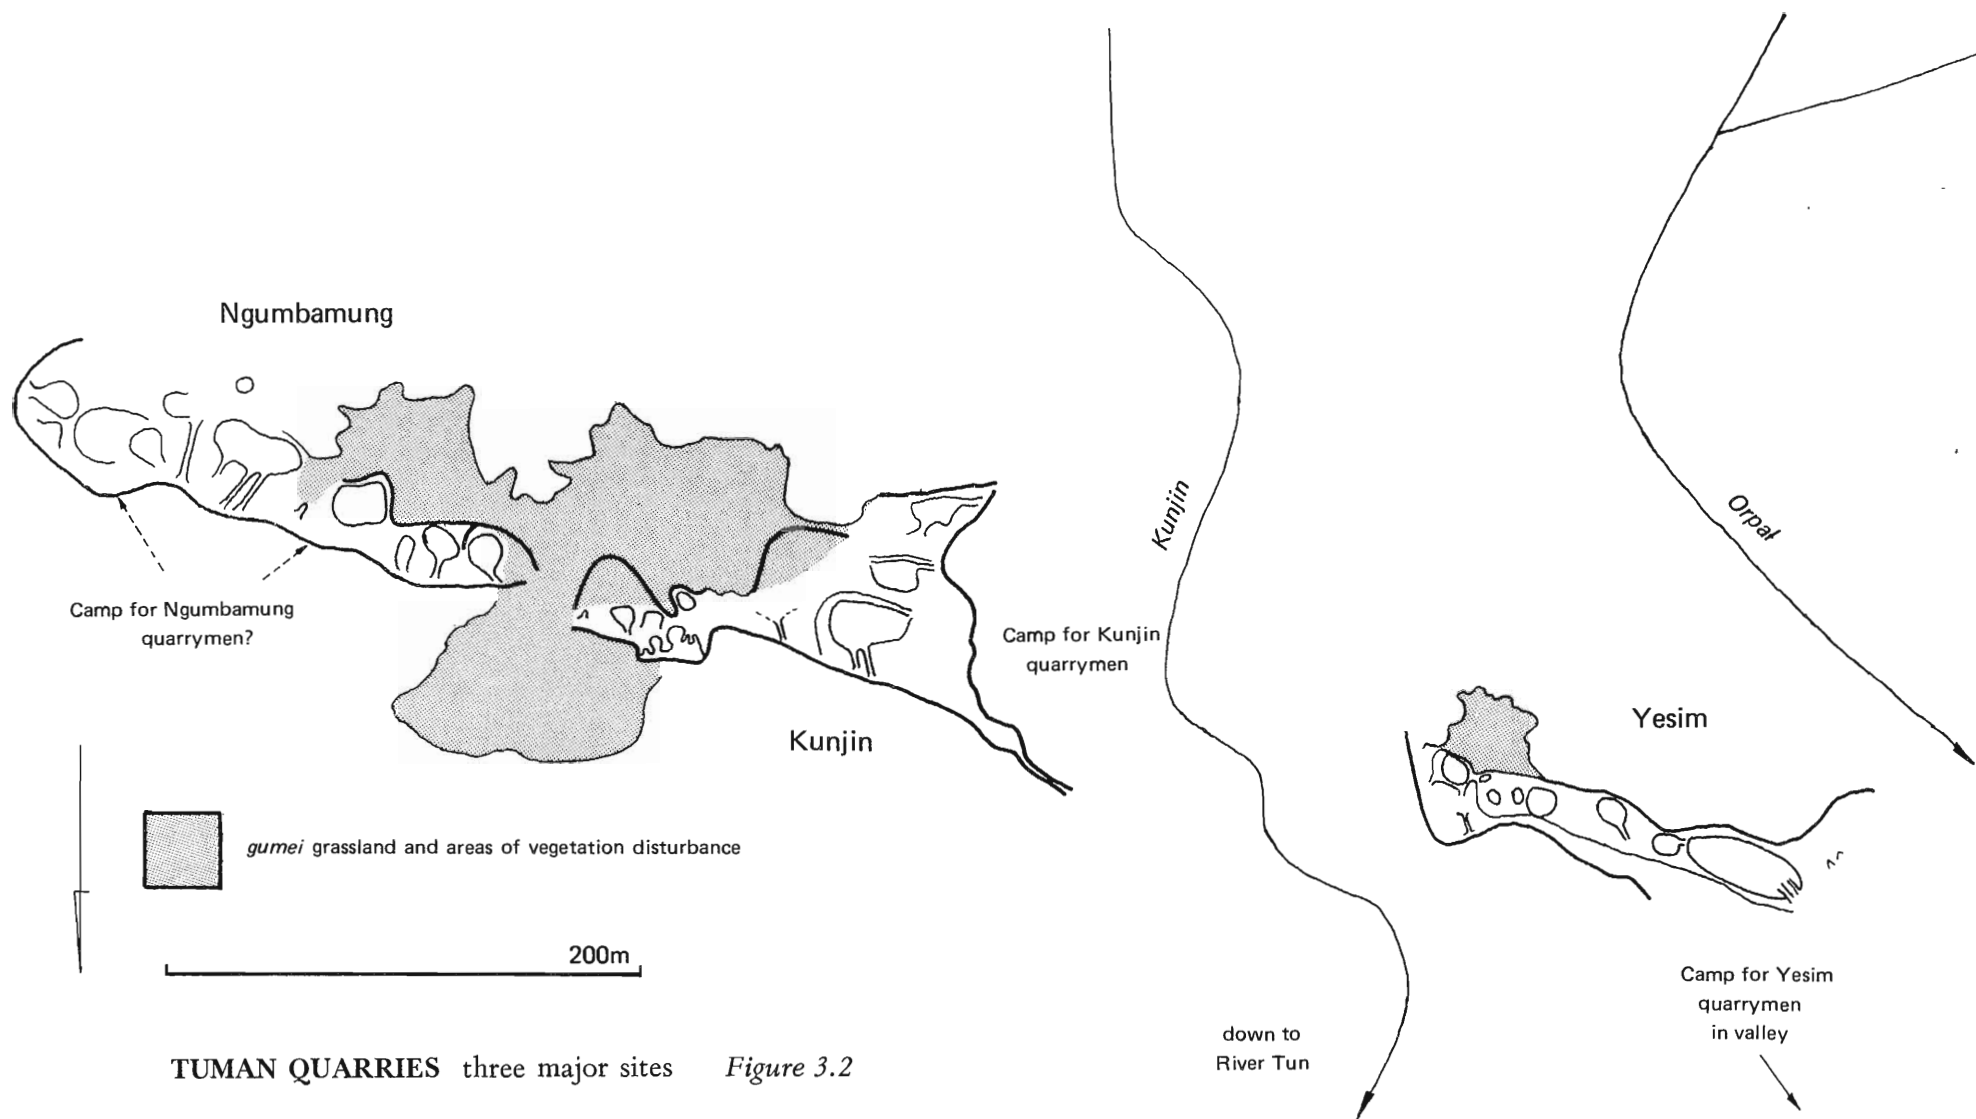 Ngumbamung
Kunjin
Orpat
Camp for Ngumbamung
quarrymen?
Camp for Kunjin
quarrymen
Yesim
Kunjin
gumei grassland and areas of vegetation disturbance
200m
Camp for Yesim
quarrymen
in valley
down to
River Tun
TUMAN QUARRIES three major sites Figure 3.2